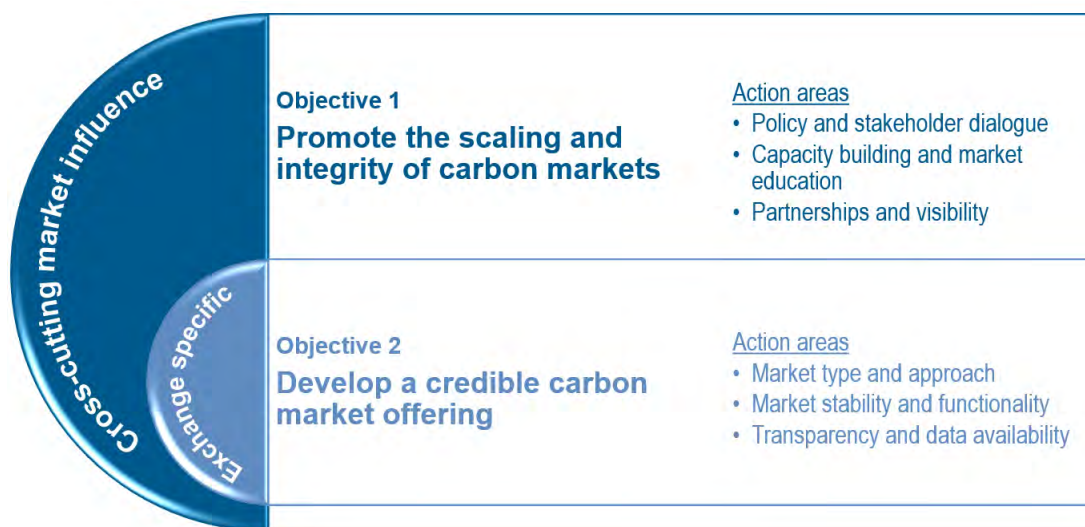 Cross-cutting market influence
Objective 1
Promote the scaling and
integrity of carbon markets
Action areas
• Policy and stakeholder dialogue
• Capacity building and market
education
• Partnerships and visibility
Exchange specific
Objective 2
Develop a credible carbon
market offering
Action areas
• Market type and approach
• Market stability and functionality
• Transparency and data availability